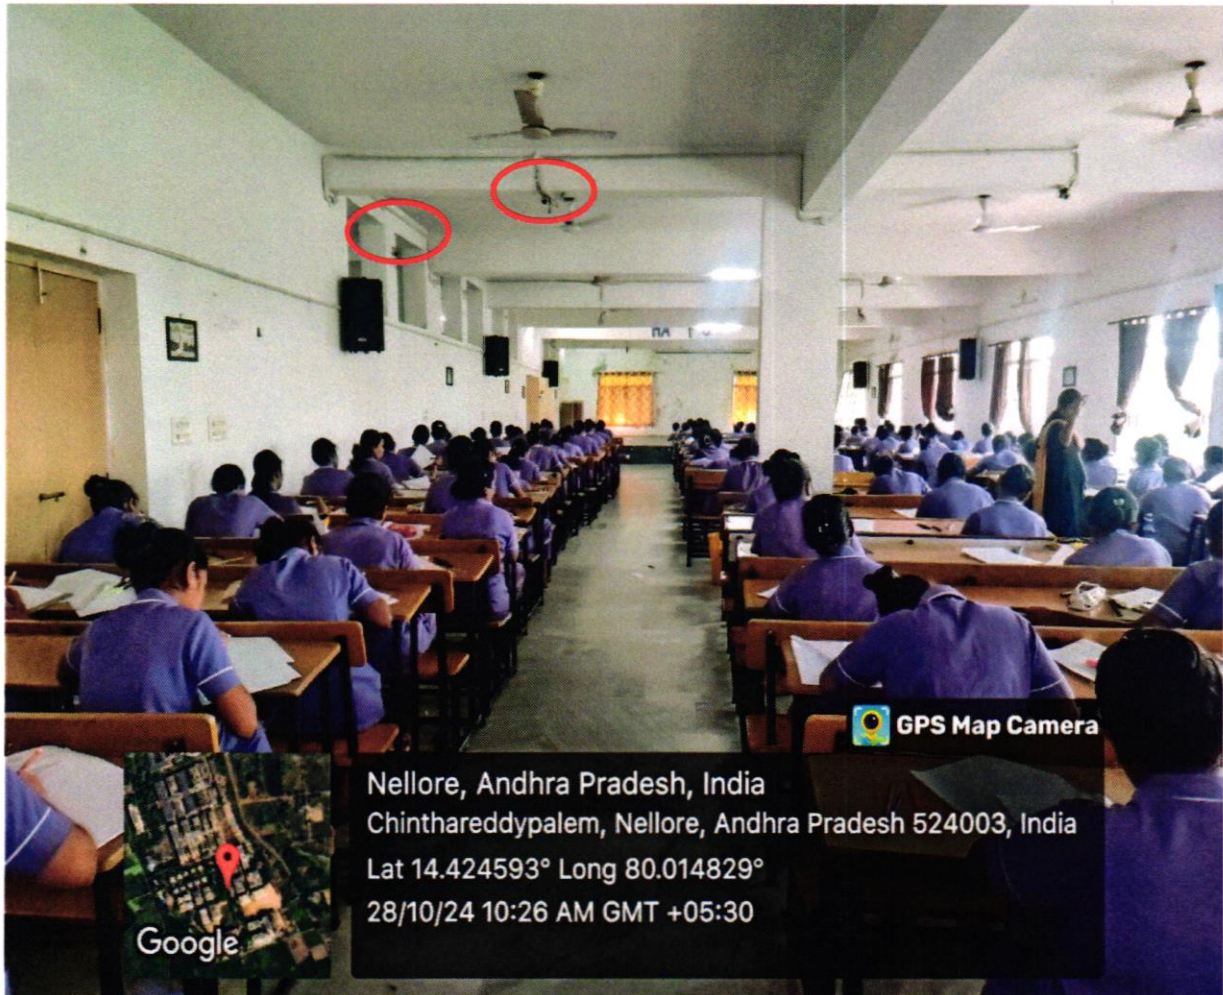 GPS Map Camera
Nellore, Andhra Pradesh, India
Chinthareddypalem, Nellore, Andhra Pradesh 524003, India
Lat 14.424593° Long 80.014829°
28/10/24 10:26 AM GMT +05:30
Google